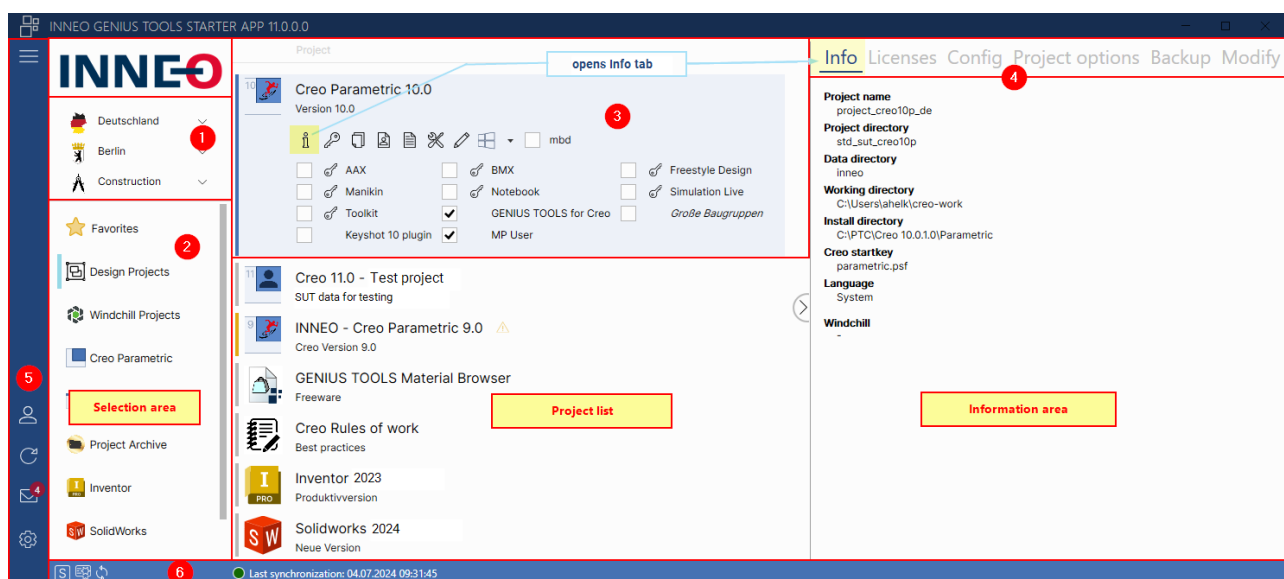 INNEO GENIUS TOOLS STARTER APP 11.0.0.0
INNEO
Deutschland
1
Berlin
Construction
Favorites
2
Design Projects
Windchill Projects
Creo Parametric
Selection area
Project Archive
Inventor
SolidWorks
5
4
Project
opens Info tab
10
Creo Parametric 10.0
Version 10.0
3
mbd
AAX
BMX
Freestyle Design
Manikin
Notebook
Simulation Live
Toolkit
GENIUS TOOLS for Creo
Große Baugruppen
Keyshot 10 plugin
MP User
11
Creo 11.0 - Test project
SUT data for testing
9
INNEO - Creo Parametric 9.0
Creo Version 9.0
GENIUS TOOLS Material Browser
Freeware
Project list
Creo Rules of work
Best practices
I
PRO
Inventor 2023
Produktivversion
SW
Solidworks 2024
Neue Version
Info Licenses Config Project options Backup Modify
4
Project name
project_creo10p_de
Project directory
std_sut_creo10p
Data directory
inneo
Working directory
C:\Users\ahelk\creo-work
Install directory
C:\PTC\Creo 10.0.1.0\Parametric
Creo startkey
parametric.psf
Language
System
Windchill
-
Information area
S
6
Last synchronization: 04.07.2024 09:31:45